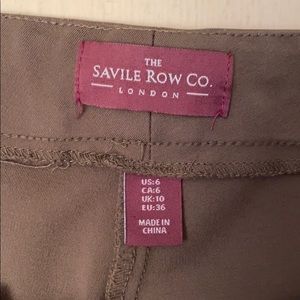 THE
SAVILE ROW CO.
LONDON
US:6
CA:6
UK:10
EU:36
MADE IN
CHINA